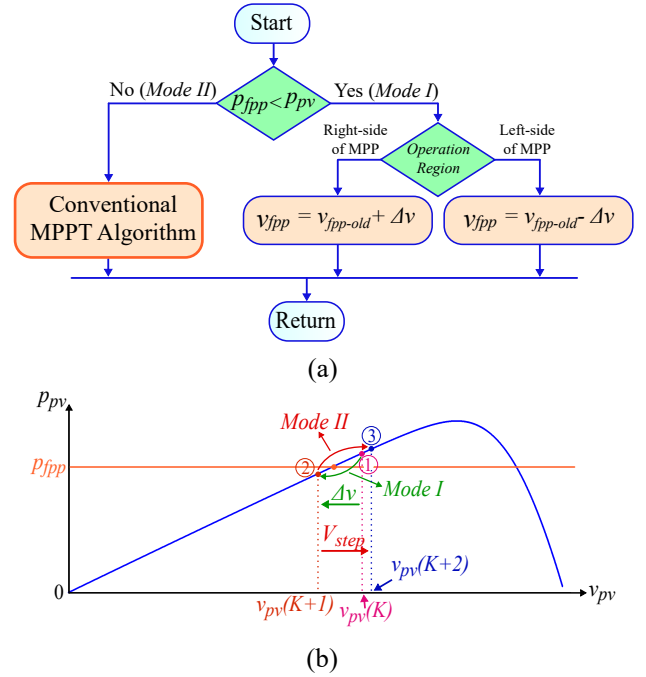 Start
No (Mode II)
Yes (Mode I)
p_fpp < p_pv
Right-side
of MPP
Operation
Region
Left-side
of MPP
Conventional
MPPT Algorithm
v_fpp = v_fpp-old + Δv
v_fpp = v_fpp-old - Δv
Return
(a)
p_pv
Mode II
③
p_fpp
②
①
Mode I
Δv
V_step
v_pv(K+2)
0
v_pv(K+1)
v_pv(K)
v_pv
(b)